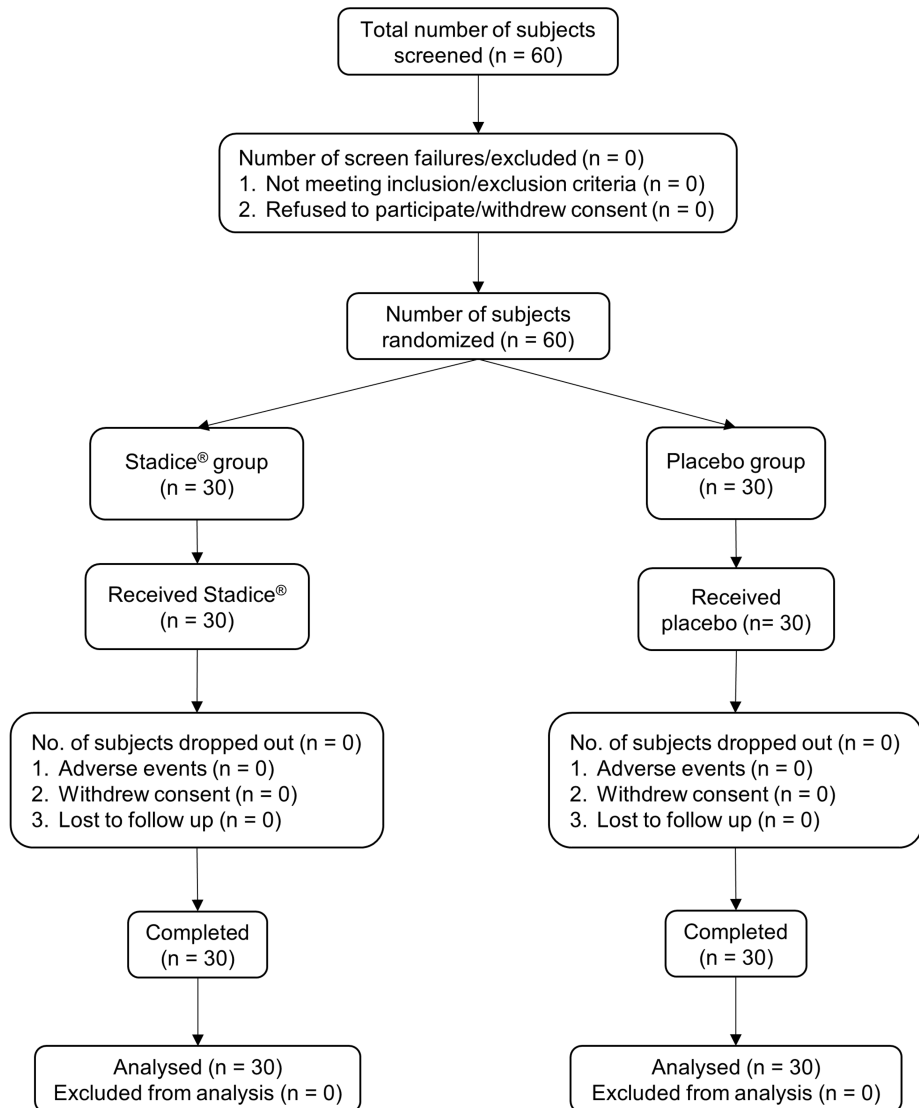 Total number of subjects
screened (n = 60)
Number of screen failures/excluded (n = 0)
1. Not meeting inclusion/exclusion criteria (n = 0)
2. Refused to participate/withdrew consent (n = 0)
Number of subjects
randomized (n = 60)
Stadice® group
(n = 30)
Placebo group
(n = 30)
Received Stadice®
(n = 30)
Received
placebo (n= 30)
No. of subjects dropped out (n = 0)
1. Adverse events (n = 0)
2. Withdrew consent (n = 0)
3. Lost to follow up (n = 0)
No. of subjects dropped out (n = 0)
1. Adverse events (n = 0)
2. Withdrew consent (n = 0)
3. Lost to follow up (n = 0)
Completed
(n = 30)
Completed
(n = 30)
Analysed (n = 30)
Excluded from analysis (n = 0)
Analysed (n = 30)
Excluded from analysis (n = 0)